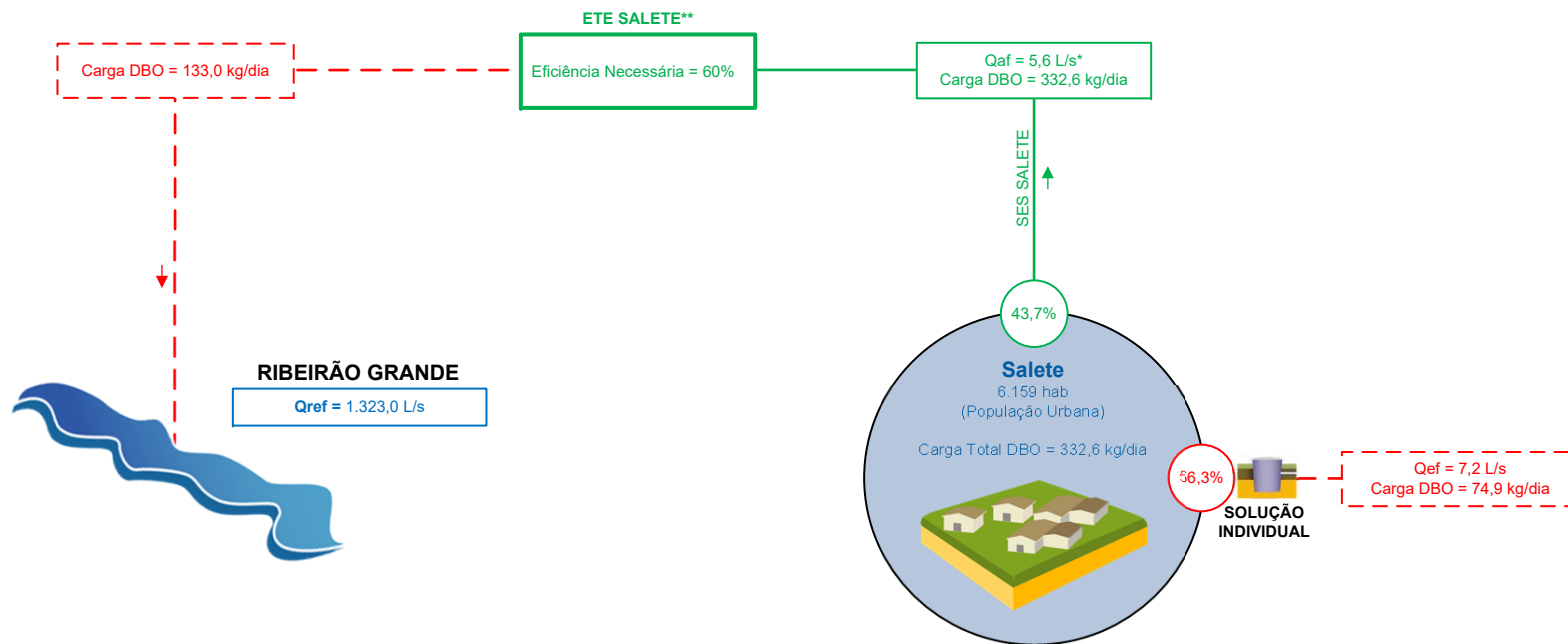 ETE SALETE**
Carga DBO = 133,0 kg/dia
Eficiência Necessária = 60%
Qaf = 5,6 L/s*
Carga DBO = 332,6 kg/dia
SES SALETE
43,7%
RIBEIRÃO GRANDE
Qref = 1.323,0 L/s
Salete
6.159 hab
(População Urbana)
Carga Total DBO = 332,6 kg/dia
56,3%
SOLUÇÃO
INDIVIDUAL
Qef = 7,2 L/s
Carga DBO = 74,9 kg/dia